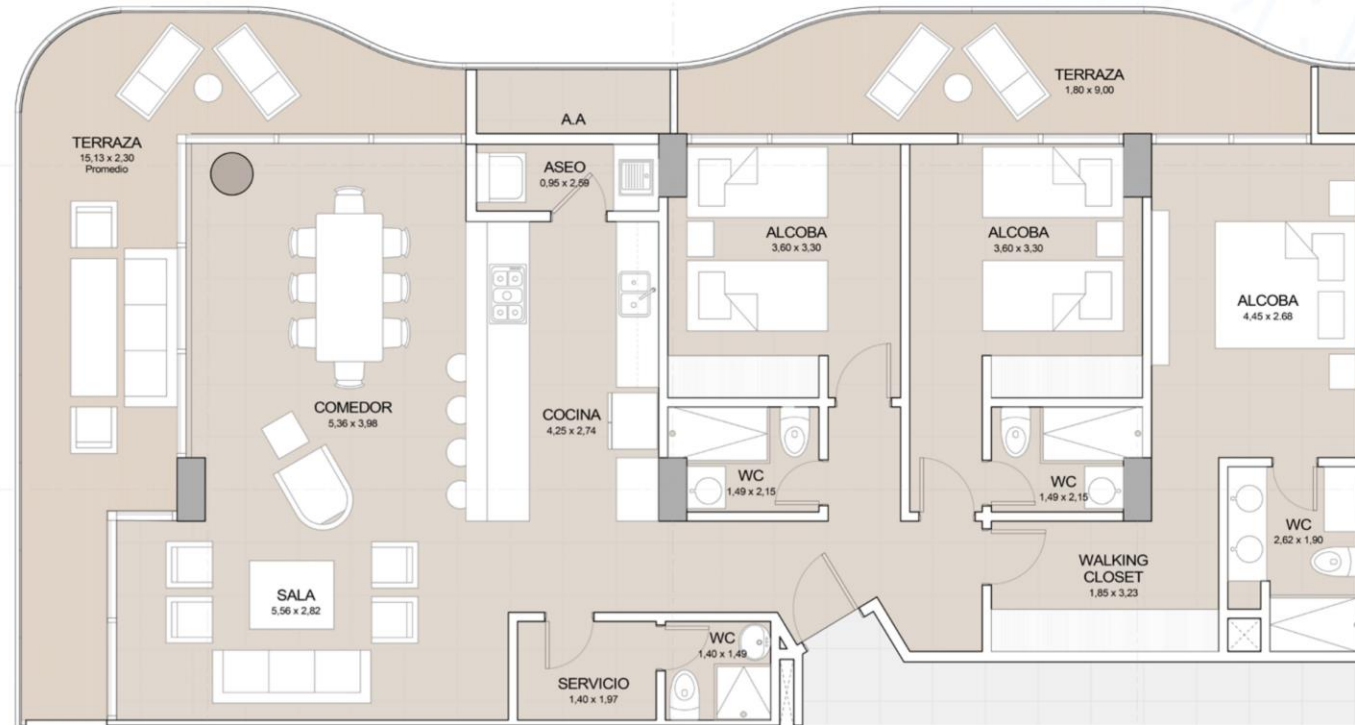 TERRAZA
1,80 x 9,00
A.A
TERRAZA
15,13 x 2,30
Promedio
ASEO
0,95 x 2,59
ALCOBA
3,60 x 3,30
ALCOBA
3,60 x 3,30
ALCOBA
4,45 x 2.68
COMEDOR
5,36 x 3,98
COCINA
4,25 x 2,74
WC
1,49 x 2,15
WC
1,49 x 2,15
WC
2,62 x 1,90
WALKING
CLOSET
1,85 x 3,23
SALA
5,56 x 2,82
WC
1,40 x 1,49
SERVICIO
1,40 x 1,97